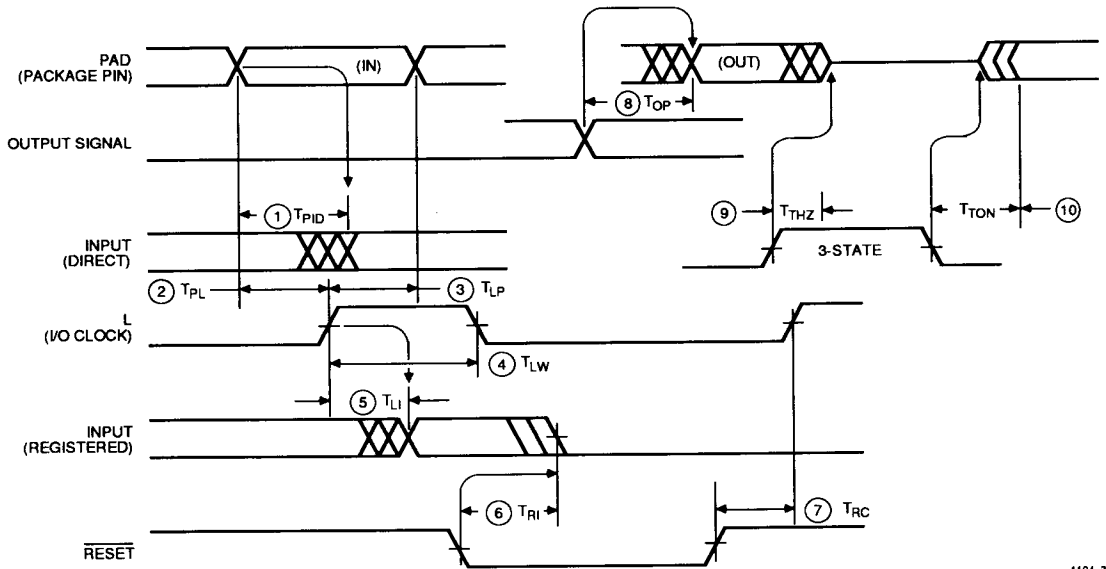 PAD
(PACKAGE PIN)
(IN)
(OUT)
8 TOP
OUTPUT SIGNAL
1 TPID
9 TTHZ
TTON 10
INPUT
(DIRECT)
3-STATE
2 TPL
3 TLP
L
(I/O CLOCK)
4 TLW
5 TLI
INPUT
(REGISTERED)
6 TRI
7 TRC
RESET